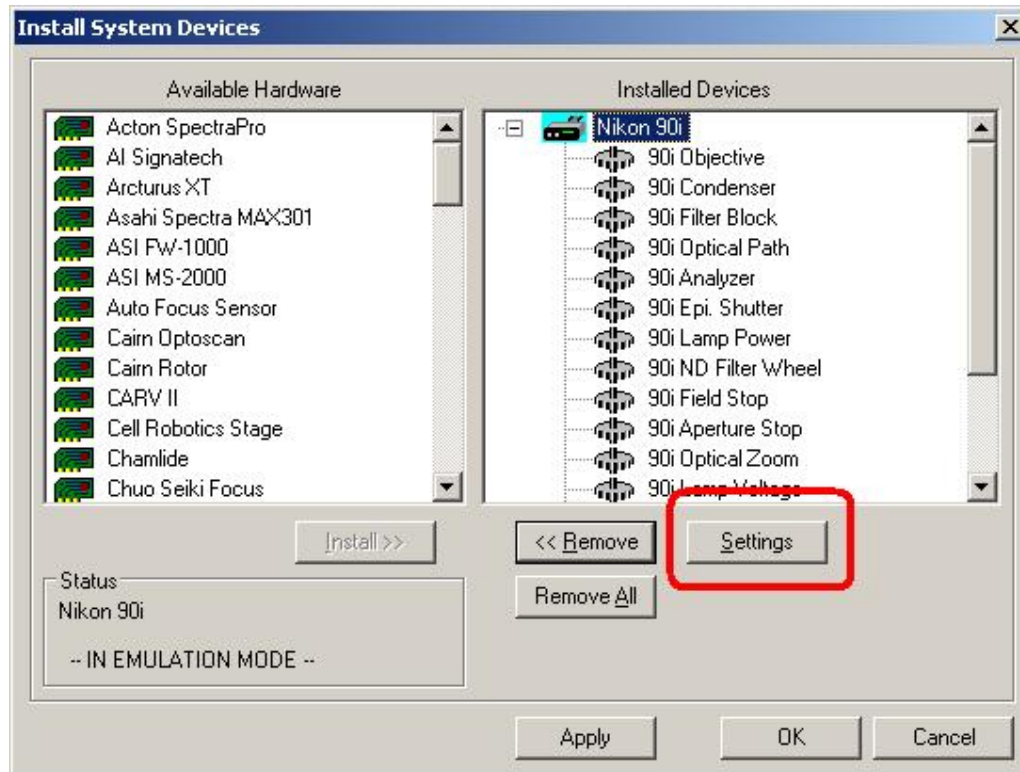 Install System Devices
Available Hardware
Acton SpectraPro
AI Signatech
Arcturus XT
Asahi Spectra MAX301
ASI FW-1000
ASI MS-2000
Auto Focus Sensor
Cairn Optoscan
Cairn Rotor
CARV II
Cell Robotics Stage
Chamlide
Chuo Seiki Focus
Install >>
Installed Devices
Nikon 90i
90i Objective
90i Condenser
90i Filter Block
90i Optical Path
90i Analyzer
90i Epi. Shutter
90i Lamp Power
90i ND Filter Wheel
90i Field Stop
90i Aperture Stop
90i Optical Zoom
90i Lamp Voltage
<< Remove
Settings
Remove All
Status
Nikon 90i
-- IN EMULATION MODE --
Apply
OK
Cancel